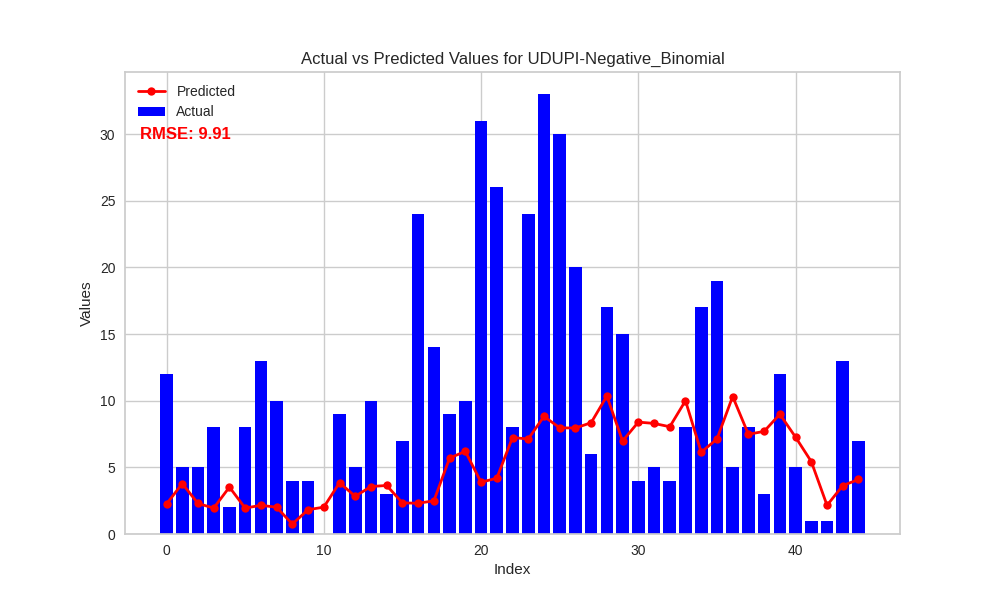 Actual vs Predicted Values for UDUPI-Negative_Binomial
Predicted
Actual
RMSE: 9.91
Values
30
25
20
15
10
5
0
0 10 20 30 40
Index